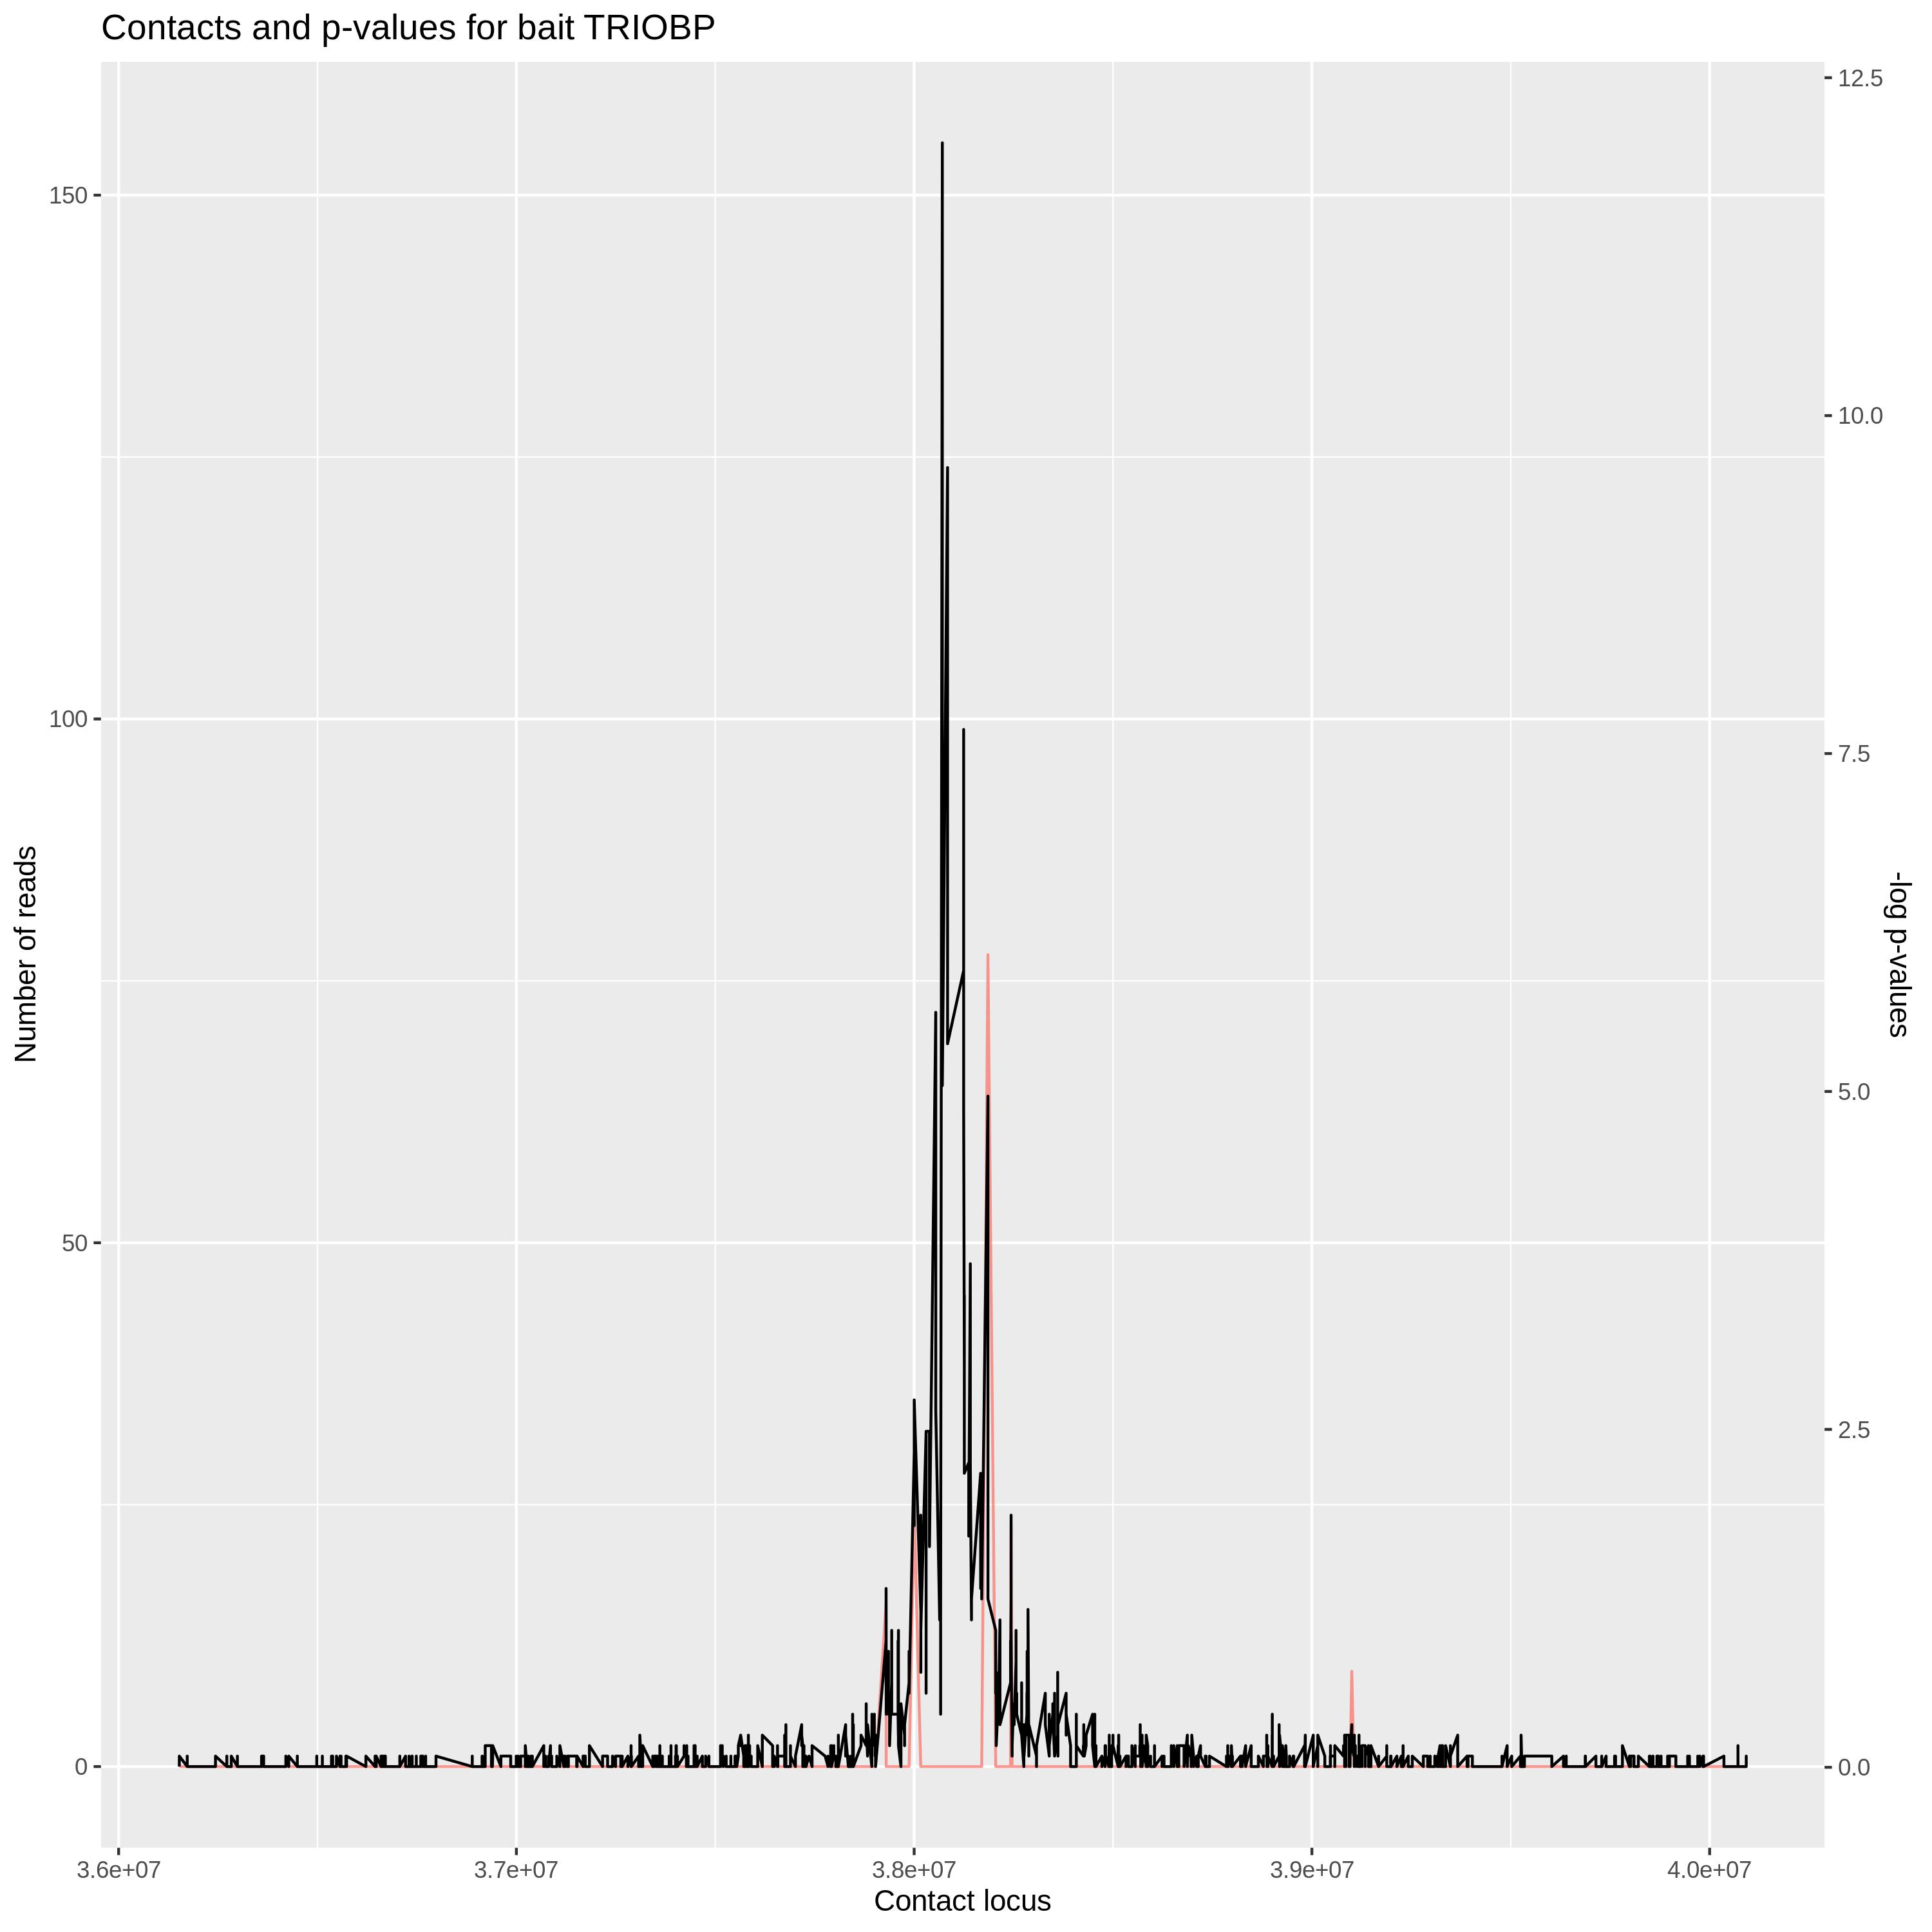 Contacts and p-values for bait TRIOBP
Number of reads
150
100
50
0
12.5
10.0
7.5
5.0
2.5
0.0
-log p-values
3.6e+07 3.7e+07 3.8e+07 3.9e+07 4.0e+07
Contact locus